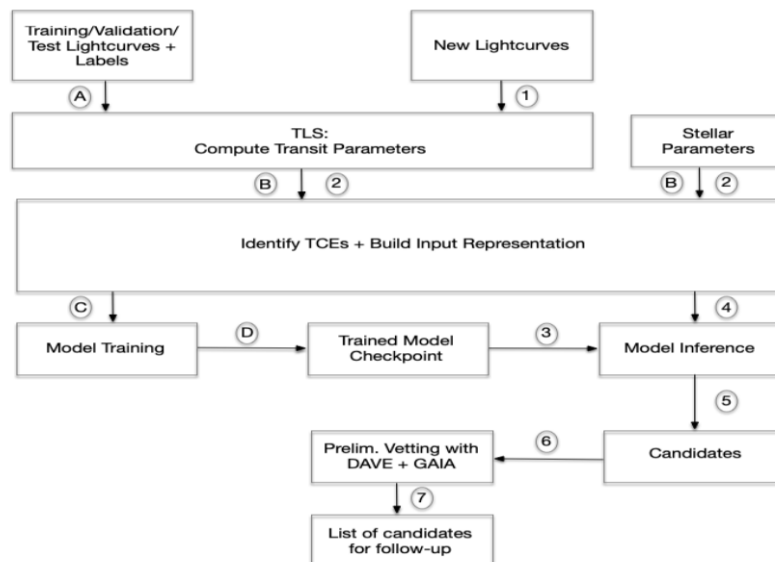 Training/Validation/
Test Lightcurves +
Labels
New Lightcurves
A
1
TLS:
Compute Transit Parameters
Stellar
Parameters
B
2
B
2
Identify TCEs + Build Input Representation
C
4
Model Training
D
Trained Model
Checkpoint
3
Model Inference
5
Prelim. Vetting with
DAVE + GAIA
6
Candidates
7
List of candidates
for follow-up